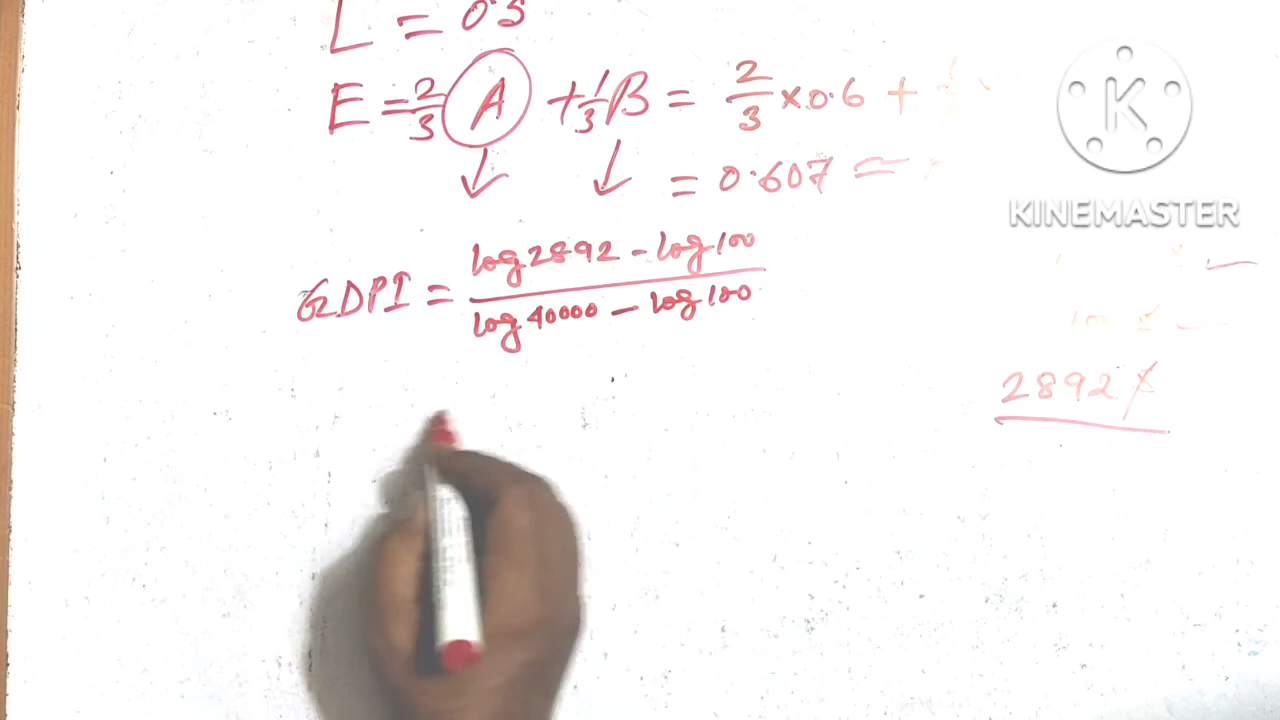 L = 0.5
E = 2/3 A + 1/3 B = 2/3 × 0.6 +
= 0.607 ≃
GDPI = (log 2892 - log 100) / (log 40000 - log 100)
2892
K
KINEMASTER